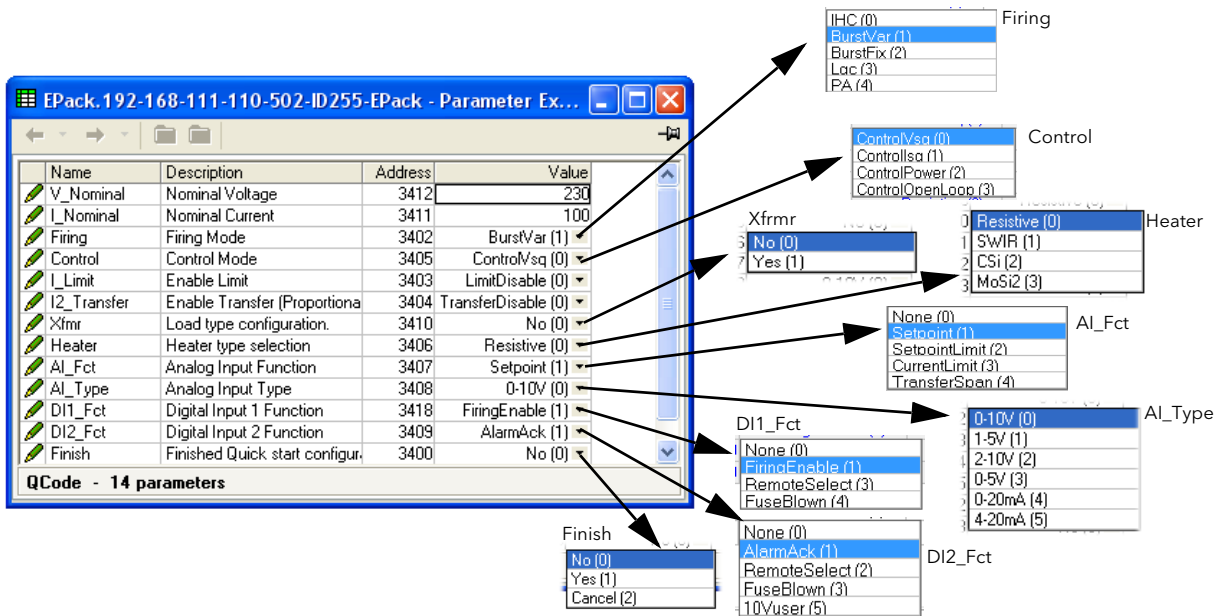 EPack.192-168-111-110-502-ID255-EPack - Parameter Ex...
Name Description Address Value
V_Nominal Nominal Voltage 3412 230
I_Nominal Nominal Current 3411 100
Firing Firing Mode 3402 BurstVar (1)
Control Control Mode 3405 ControlVsq (0)
I_Limit Enable Limit 3403 LimitDisable (0)
I2_Transfer Enable Transfer (Proportiona 3404 TransferDisable (0)
Xfmr Load type configuration. 3410 No (0)
Heater Heater type selection 3406 Resistive (0)
AI_Fct Analog Input Function 3407 Setpoint (1)
AI_Type Analog Input Type 3408 0-10V (0)
DI1_Fct Digital Input 1 Function 3418 FiringEnable (1)
DI2_Fct Digital Input 2 Function 3409 AlarmAck (1)
Finish Finished Quick start configur 3400 No (0)
QCode - 14 parameters
Firing
IHC (0)
BurstVar (1)
BurstFix (2)
Lac (3)
PA (4)
Control
ControlVsq (0)
ControlIsq (1)
ControlPower (2)
ControlOpenLoop (3)
Xfrmr
No (0)
Yes (1)
Heater
Resistive (0)
SWIR (1)
CSi (2)
MoSi2 (3)
AI_Fct
None (0)
Setpoint (1)
SetpointLimit (2)
CurrentLimit (3)
TransferSpan (4)
AI_Type
0-10V (0)
1-5V (1)
2-10V (2)
0-5V (3)
0-20mA (4)
4-20mA (5)
DI1_Fct
None (0)
FiringEnable (1)
RemoteSelect (3)
FuseBlown (4)
DI2_Fct
None (0)
AlarmAck (1)
RemoteSelect (2)
FuseBlown (3)
10Vuser (5)
Finish
No (0)
Yes (1)
Cancel (2)